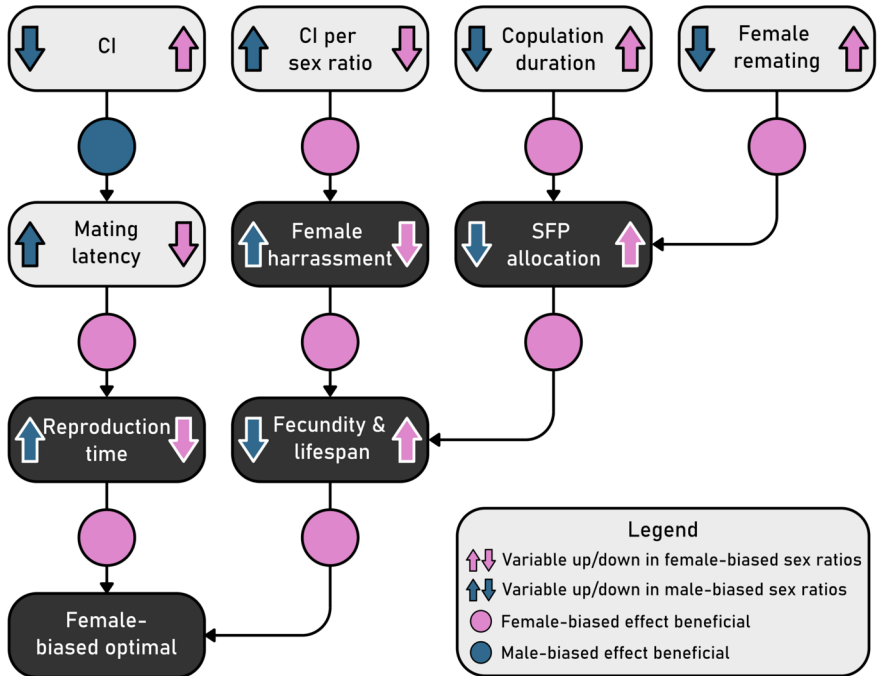 CI
CI per
sex ratio
Copulation
duration
Female
remating
Mating
latency
Female
harrassment
SFP
allocation
Reproduction
time
Fecundity &
lifespan
Female-
biased optimal
Legend
Variable up/down in female-biased sex ratios
Variable up/down in male-biased sex ratios
Female-biased effect beneficial
Male-biased effect beneficial